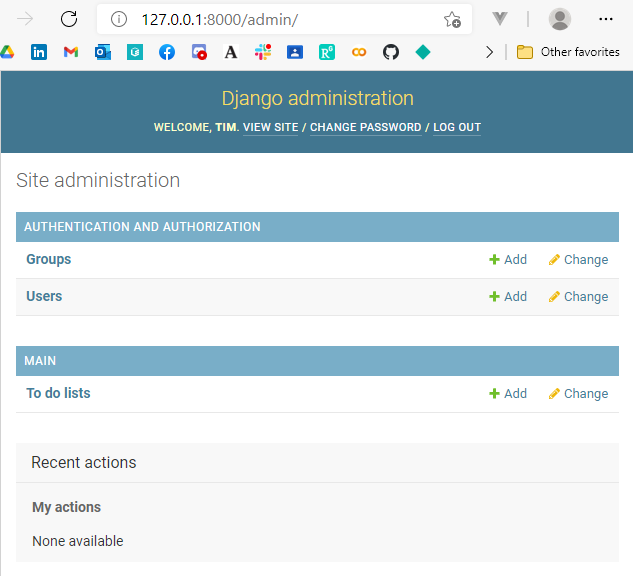 127.0.0.1:8000/admin/
Other favorites
Django administration
WELCOME, TIM. VIEW SITE / CHANGE PASSWORD / LOG OUT
Site administration
AUTHENTICATION AND AUTHORIZATION
Groups Add Change
Users Add Change
MAIN
To do lists Add Change
Recent actions
My actions
None available